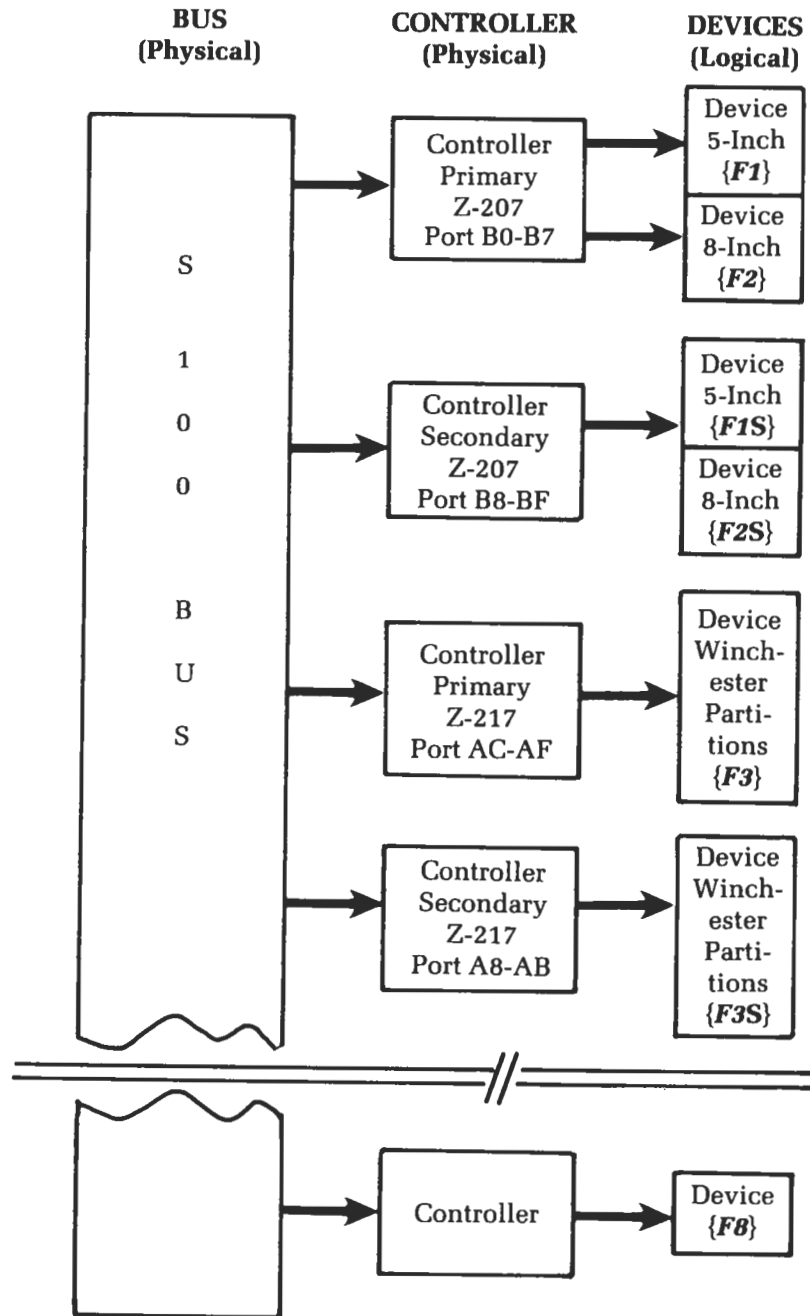 BUS
(Physical)
CONTROLLER
(Physical)
DEVICES
(Logical)
S
1
0
0
B
U
S
Controller
Primary
Z-207
Port B0-B7
Device
5-Inch
{F1}
Device
8-Inch
{F2}
Controller
Secondary
Z-207
Port B8-BF
Device
5-Inch
{F1S}
Device
8-Inch
{F2S}
Controller
Primary
Z-217
Port AC-AF
Device
Winch-
ester
Parti-
tions
{F3}
Controller
Secondary
Z-217
Port A8-AB
Device
Winch-
ester
Parti-
tions
{F3S}
Controller
Device
{F8}